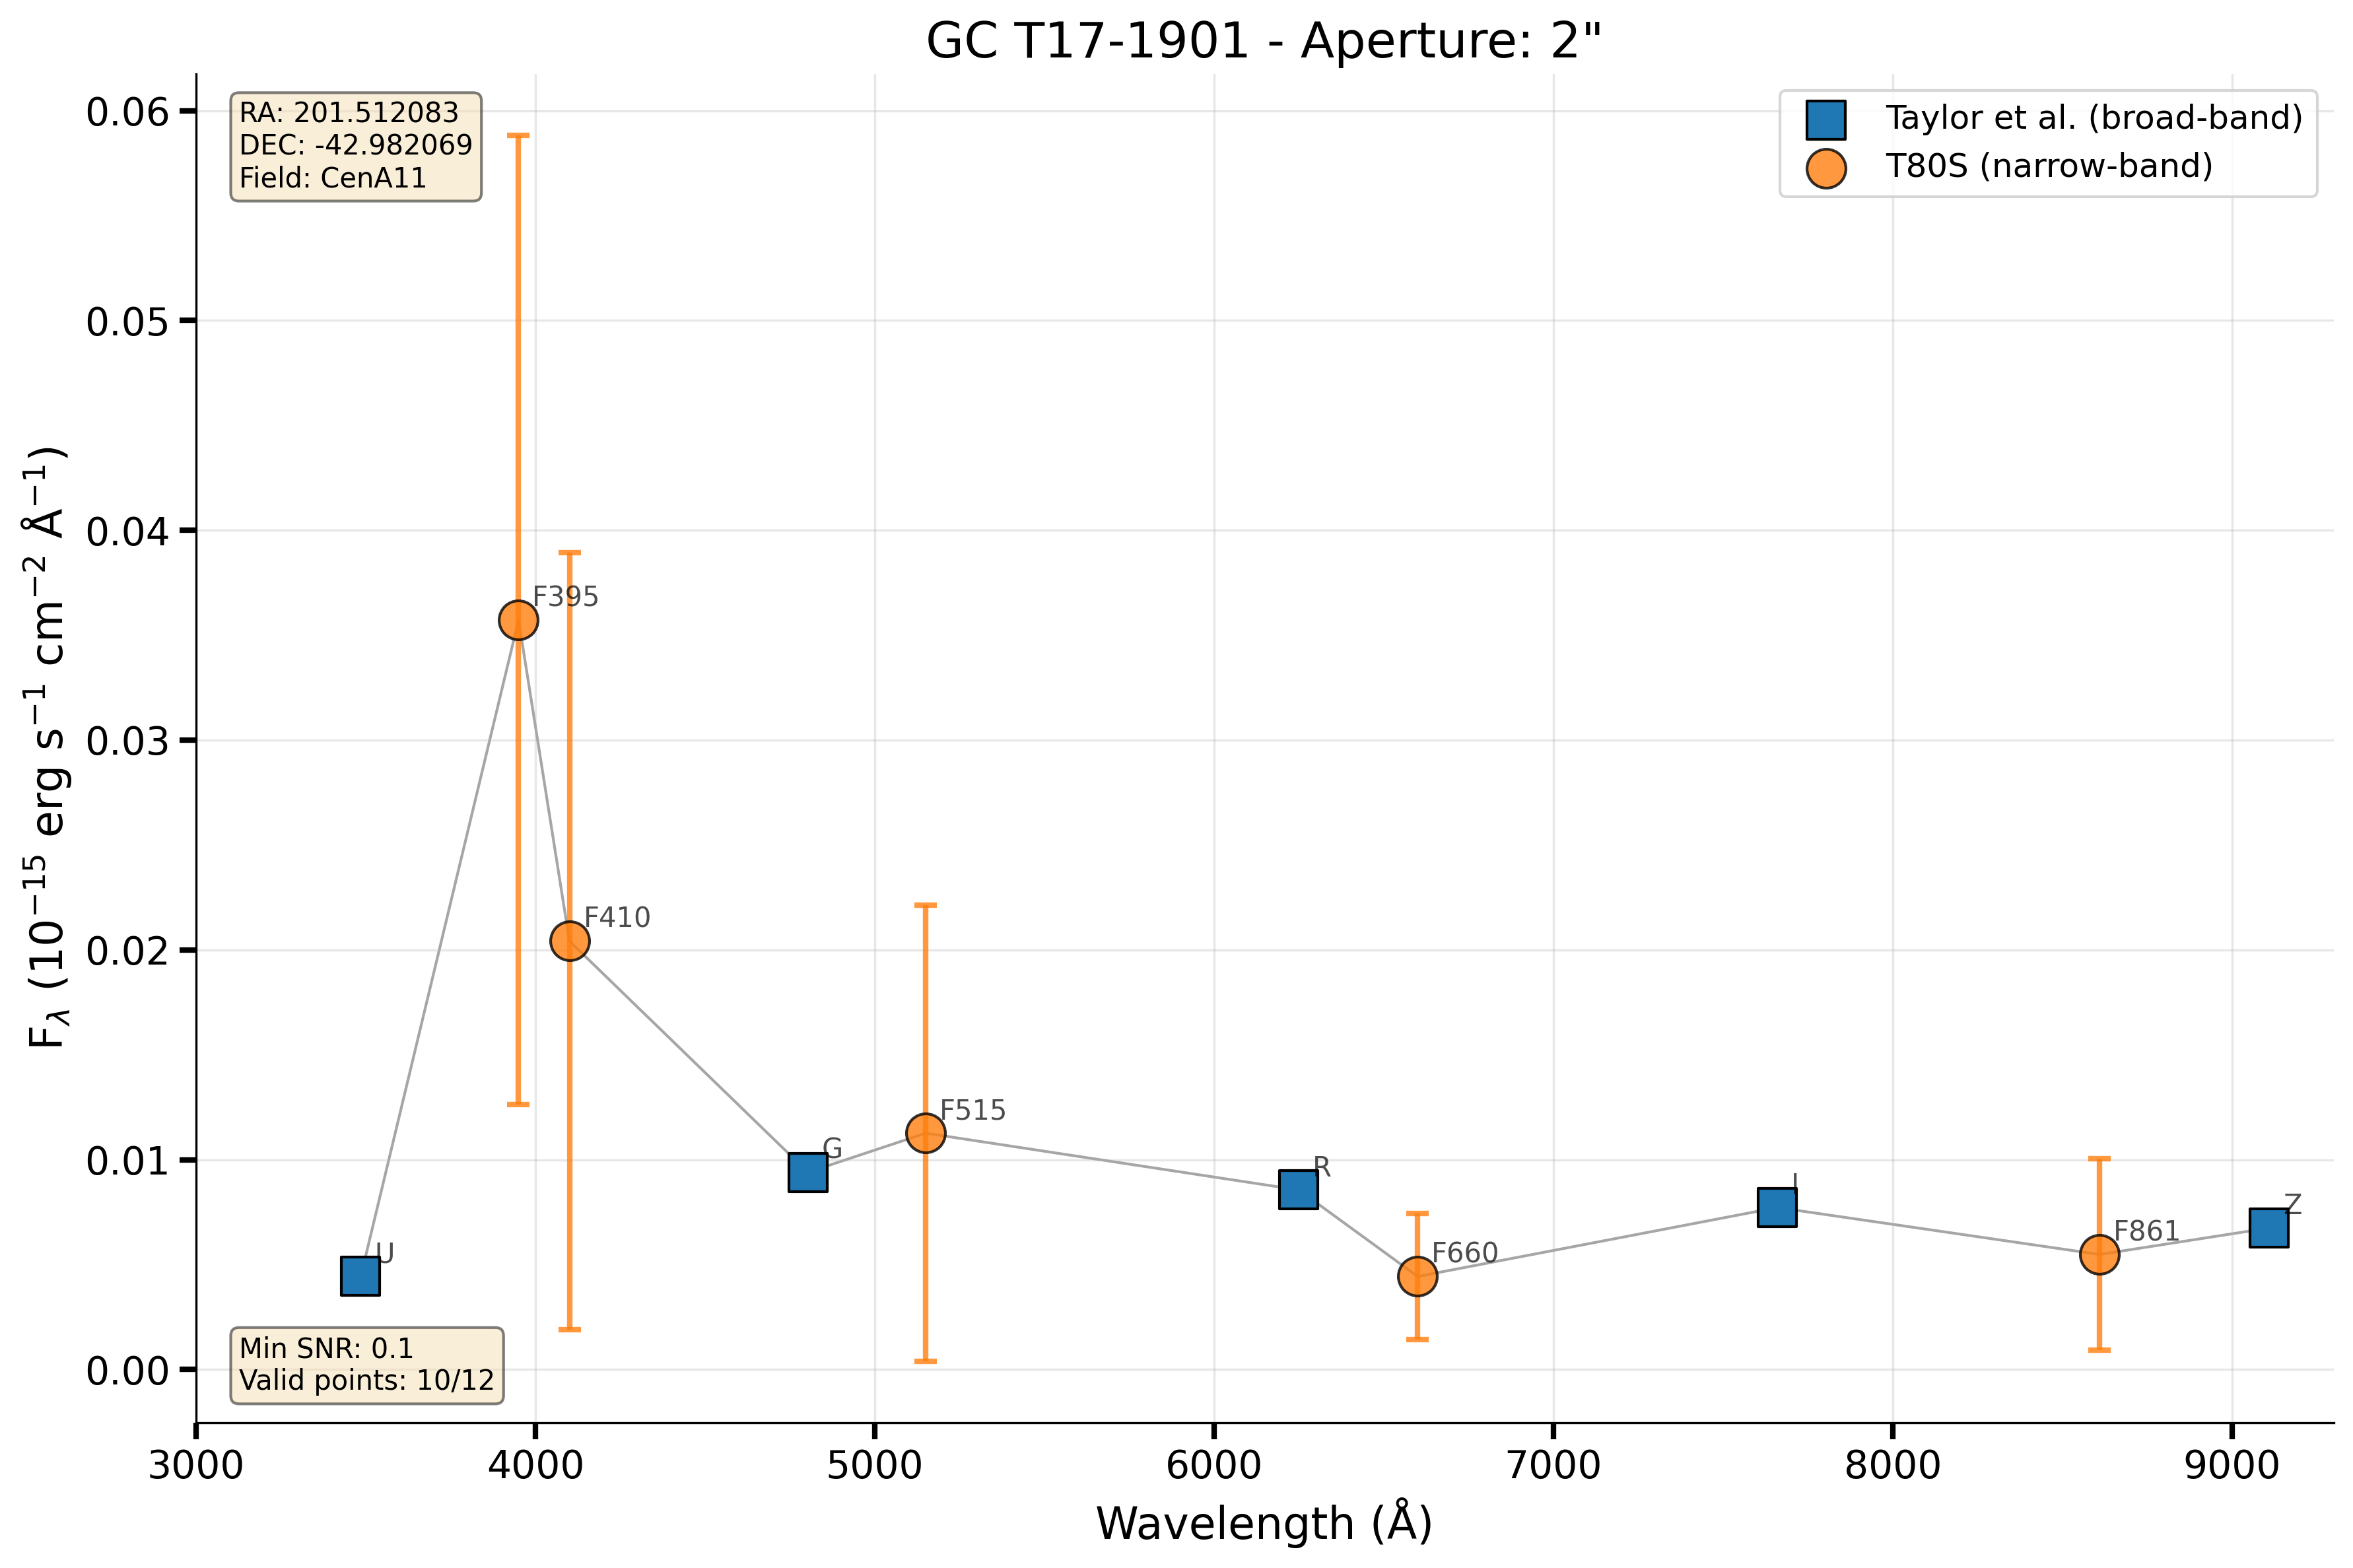 GC T17-1901 - Aperture: 2"
RA: 201.512083
DEC: -42.982069
Field: CenA11
Taylor et al. (broad-band)
T80S (narrow-band)
0.06
0.05
0.04
0.03
0.02
0.01
0.00
F_λ (10⁻¹⁵ erg s⁻¹ cm⁻² Å⁻¹)
F395
F410
F515
G
R
I
Z
U
F660
F861
Min SNR: 0.1
Valid points: 10/12
3000 4000 5000 6000 7000 8000 9000
Wavelength (Å)